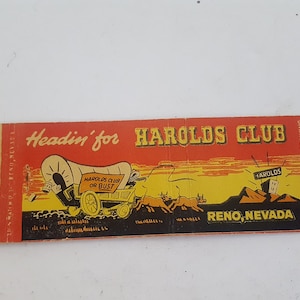 Headin' for HAROLDS CLUB
HAROLDS CLUB
OR BUST
HAROLDS
RENO, NEVADA